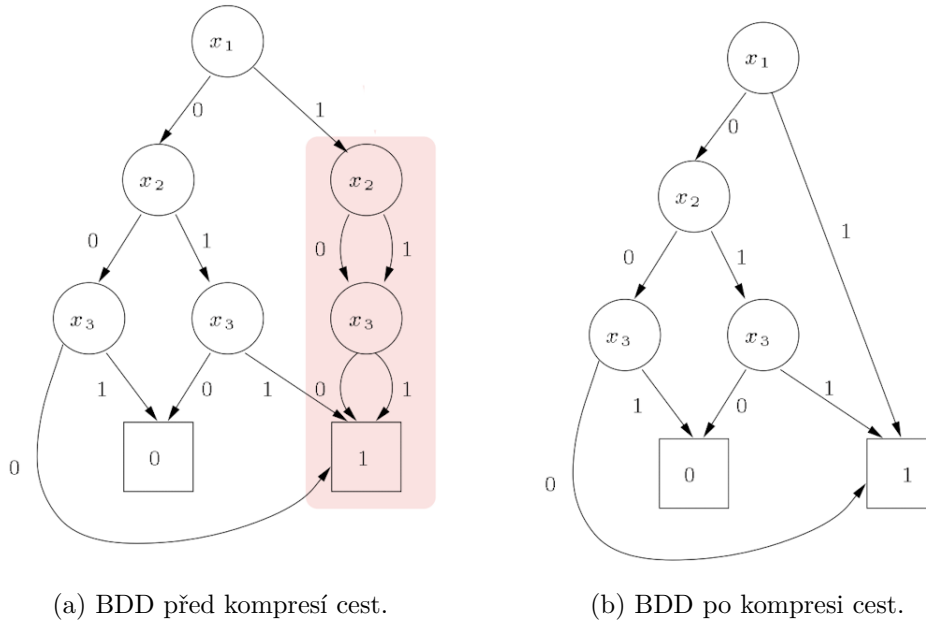 x₁ x₁
0 1 0
x₂ x₂ x₂ 1
0 1 0 1 0 1
x₃ x₃ x₃ x₃ x₃
1 0 1 0 1 1 0 1
0 0 1 0 0 1
(a) BDD před kompresí cest. (b) BDD po kompresi cest.